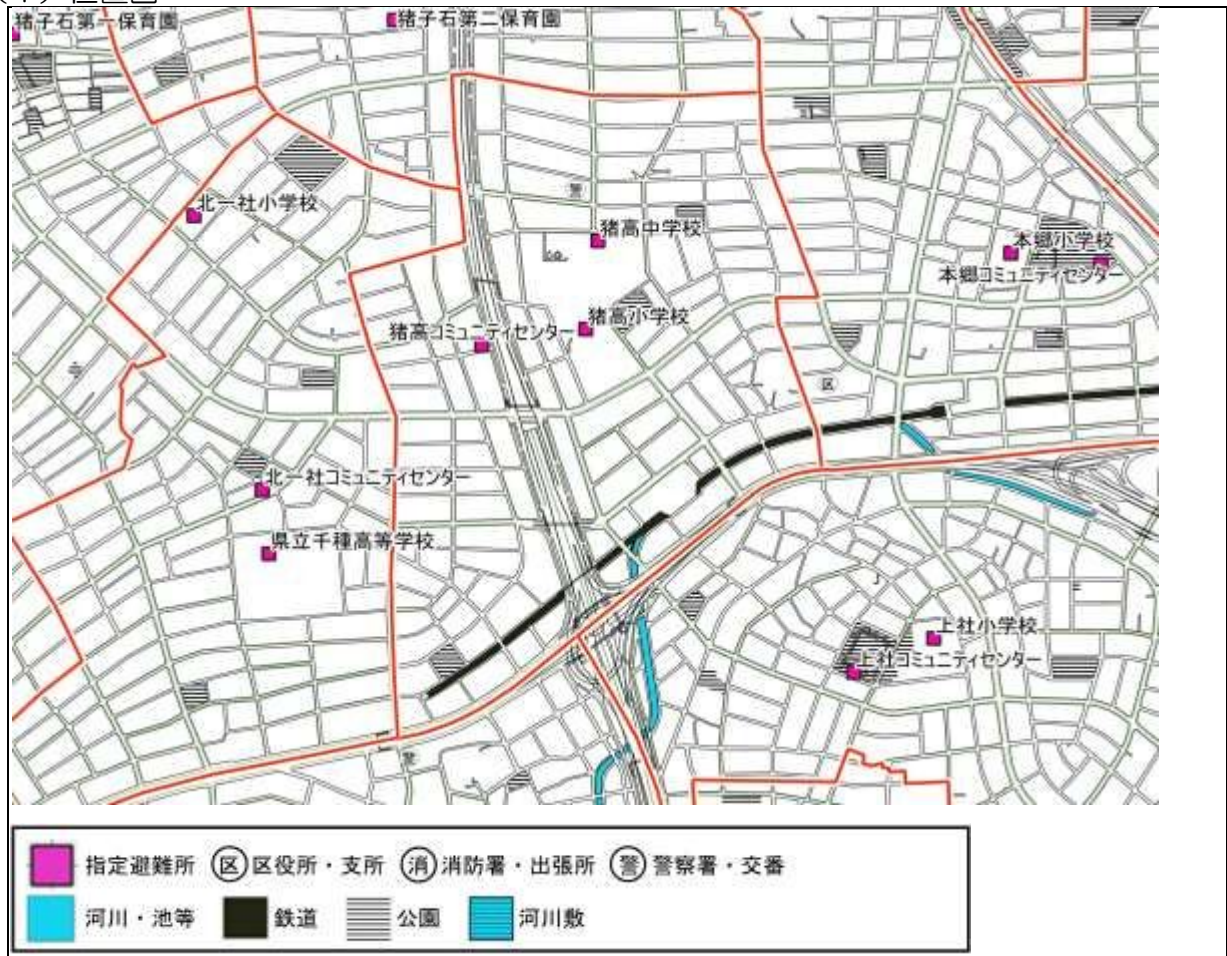 猪子石第一保育園
猪子石第二保育園
北一社小学校
警
猪高中学校
本郷小学校
本郷コミュニティセンター
猪高コミュニティセンター
猪高小学校
区
北一社コミュニティセンター
県立千種高等学校
上社小学校
上社コミュニティセンター
警
指定避難所 区 区役所・支所 消 消防署・出張所 警 警察署・交番
河川・池等 鉄道 公園 河川敷